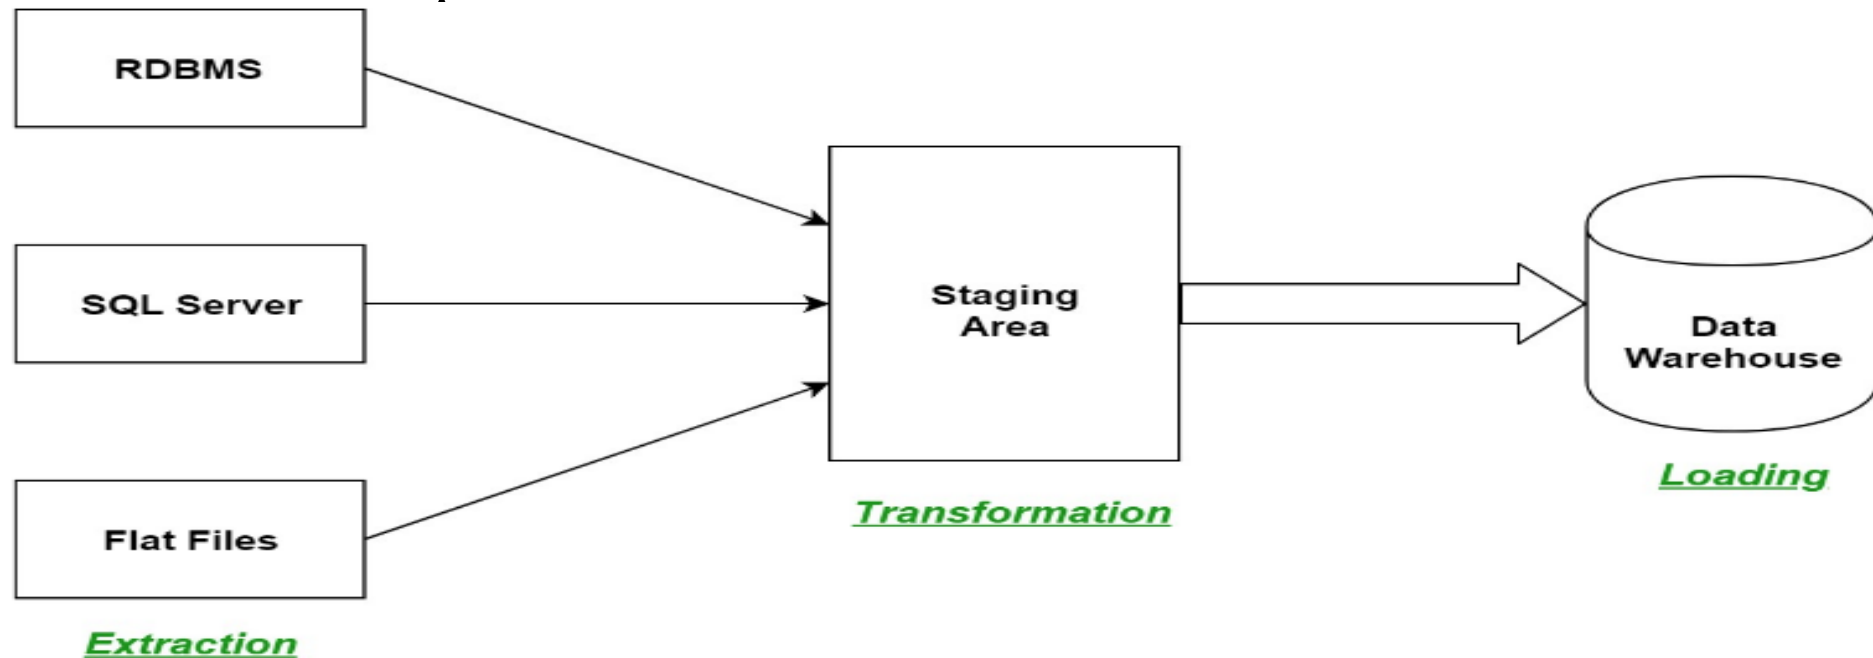 RDBMS
SQL Server
Flat Files
Extraction
Staging
Area
Transformation
Data
Warehouse
Loading